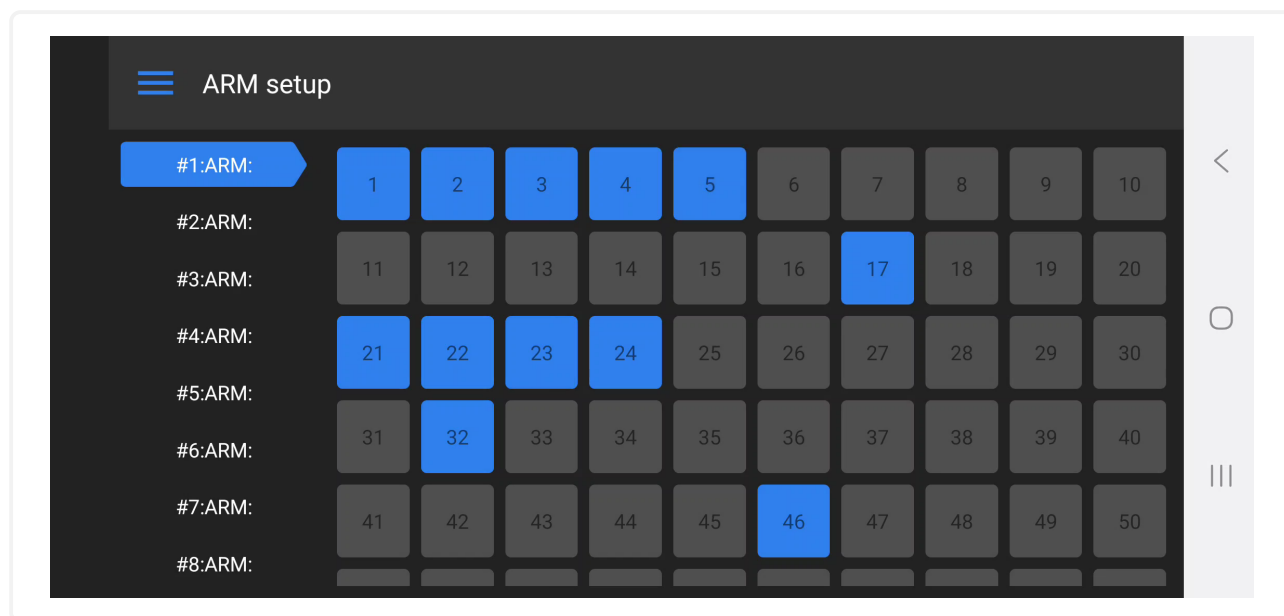 ARM setup
#1:ARM:
#2:ARM:
#3:ARM:
#4:ARM:
#5:ARM:
#6:ARM:
#7:ARM:
#8:ARM:
1 2 3 4 5 6 7 8 9 10
11 12 13 14 15 16 17 18 19 20
21 22 23 24 25 26 27 28 29 30
31 32 33 34 35 36 37 38 39 40
41 42 43 44 45 46 47 48 49 50